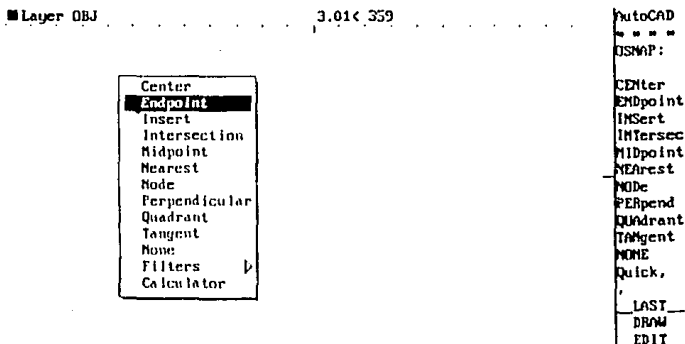 Layer OBJ 3.01< 359
Center
Endpoint
Insert
Intersection
Midpoint
Nearest
Node
Perpendicular
Quadrant
Tangent
None
Filters
Calculator
AutoCAD
* * * *
OSNAP:
CENter
ENDpoint
INSert
INTersec
MIDpoint
NEArest
NODe
PERpend
QUAdrant
TANgent
NONE
Quick,
,
__LAST__
DRAW
EDIT